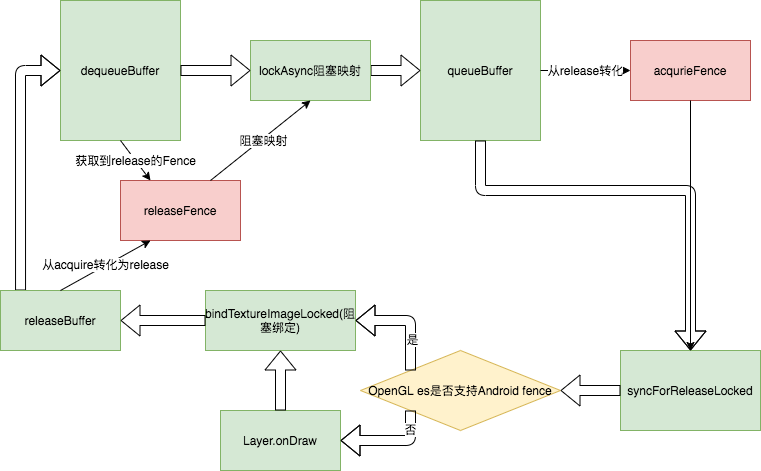 dequeueBuffer
lockAsync阻塞映射
queueBuffer
从release转化
acqurieFence
阻塞映射
获取到release的Fence
releaseFence
从acquire转化为release
releaseBuffer
bindTextureImageLocked(阻
塞绑定)
是
OpenGL es是否支持Android fence
syncForReleaseLocked
否
Layer.onDraw